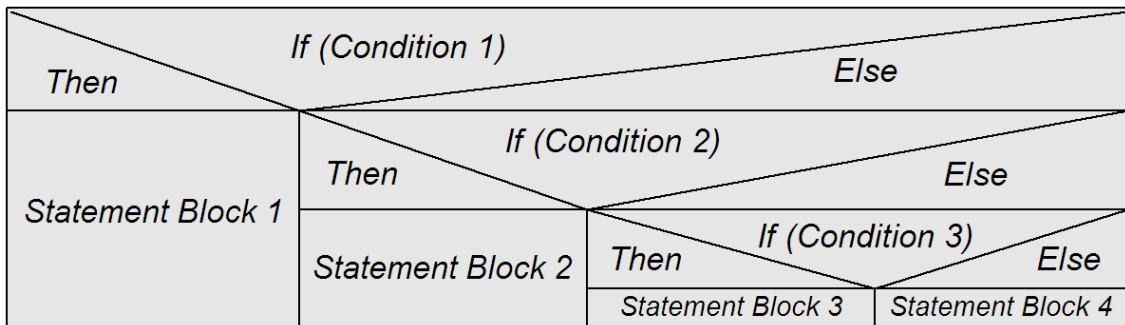 If (Condition 1)
Then
Else
If (Condition 2)
Then
Else
Statement Block 1
If (Condition 3)
Statement Block 2
Then
Else
Statement Block 3
Statement Block 4